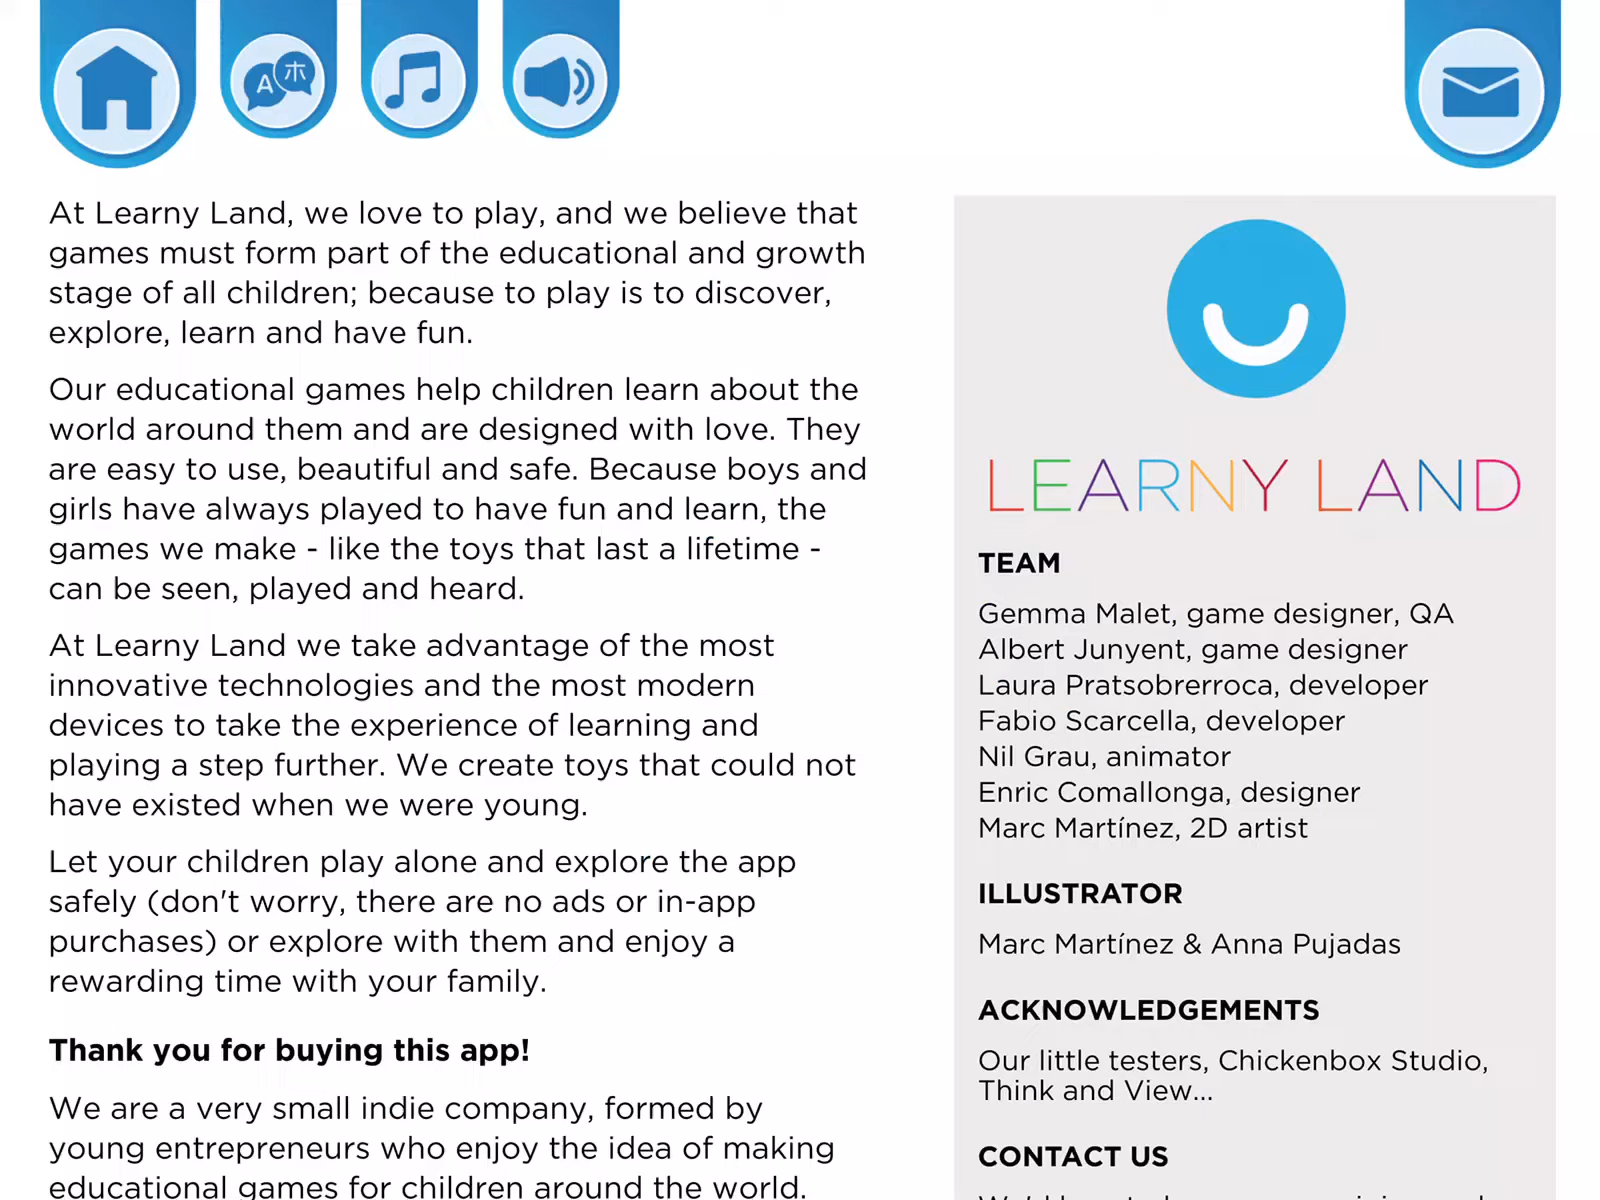 A 木
At Learny Land, we love to play, and we believe that
games must form part of the educational and growth
stage of all children; because to play is to discover,
explore, learn and have fun.
Our educational games help children learn about the
world around them and are designed with love. They
are easy to use, beautiful and safe. Because boys and
girls have always played to have fun and learn, the
games we make - like the toys that last a lifetime -
can be seen, played and heard.
At Learny Land we take advantage of the most
innovative technologies and the most modern
devices to take the experience of learning and
playing a step further. We create toys that could not
have existed when we were young.
Let your children play alone and explore the app
safely (don't worry, there are no ads or in-app
purchases) or explore with them and enjoy a
rewarding time with your family.
Thank you for buying this app!
We are a very small indie company, formed by
young entrepreneurs who enjoy the idea of making
educational games for children around the world.
LEARNY LAND
TEAM
Gemma Malet, game designer, QA
Albert Junyent, game designer
Laura Pratsobrerroca, developer
Fabio Scarcella, developer
Nil Grau, animator
Enric Comallonga, designer
Marc Martínez, 2D artist
ILLUSTRATOR
Marc Martínez & Anna Pujadas
ACKNOWLEDGEMENTS
Our little testers, Chickenbox Studio,
Think and View...
CONTACT US